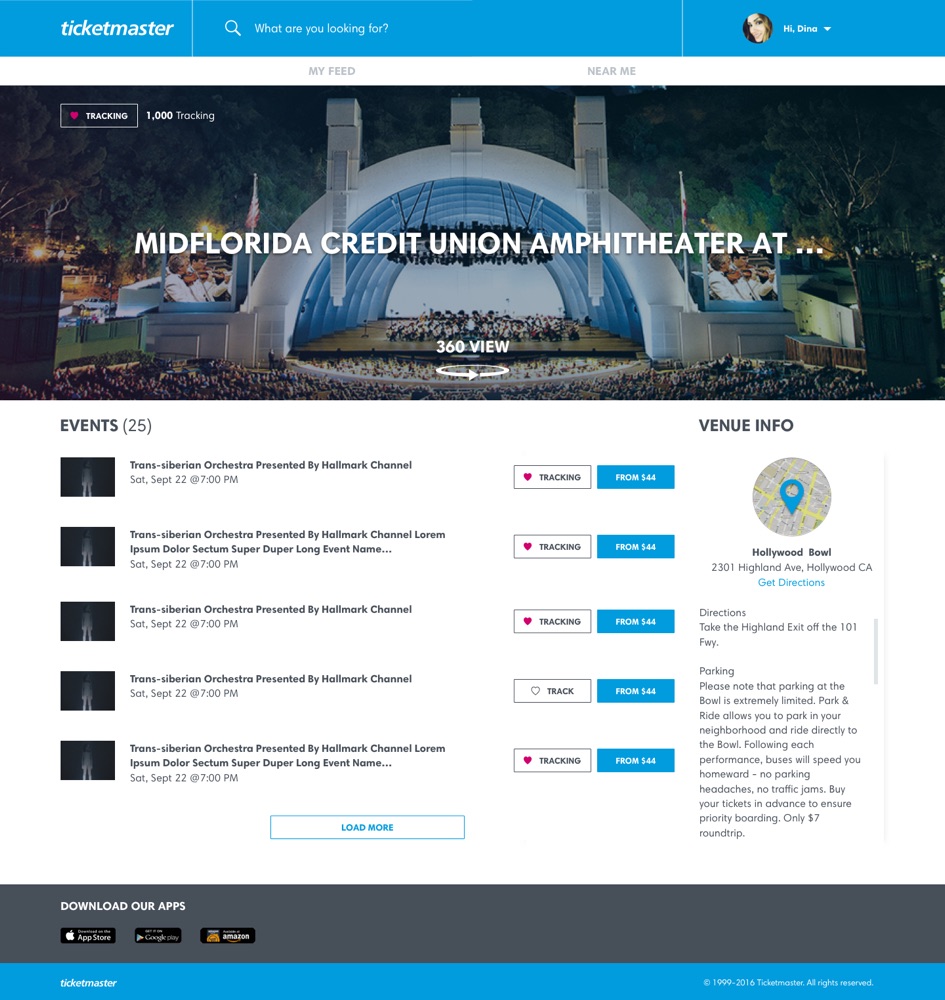 ticketmaster
What are you looking for?
Hi, Dina
MY FEED
NEAR ME
TRACKING
1,000 Tracking
MIDFLORIDA CREDIT UNION AMPHITHEATER AT ...
360 VIEW
EVENTS (25)
Trans-siberian Orchestra Presented By Hallmark Channel
Sat, Sept 22 @7:00 PM
TRACKING
FROM $44
Trans-siberian Orchestra Presented By Hallmark Channel Lorem
Ipsum Dolor Sectum Super Duper Long Event Name...
Sat, Sept 22 @7:00 PM
TRACKING
FROM $44
Trans-siberian Orchestra Presented By Hallmark Channel
Sat, Sept 22 @7:00 PM
TRACKING
FROM $44
Trans-siberian Orchestra Presented By Hallmark Channel
Sat, Sept 22 @7:00 PM
TRACK
FROM $44
Trans-siberian Orchestra Presented By Hallmark Channel Lorem
Ipsum Dolor Sectum Super Duper Long Event Name...
Sat, Sept 22 @7:00 PM
TRACKING
FROM $44
LOAD MORE
VENUE INFO
Hollywood Bowl
2301 Highland Ave, Hollywood CA
Get Directions
Directions
Take the Highland Exit off the 101
Fwy.
Parking
Please note that parking at the
Bowl is extremely limited. Park &
Ride allows you to park in your
neighborhood and ride directly to
the Bowl. Following each
performance, buses will speed you
homeward - no parking
headaches, no traffic jams. Buy
your tickets in advance to ensure
priority boarding. Only $7
roundtrip.
DOWNLOAD OUR APPS
Download on the
App Store
GET IT ON
Google play
Available at
amazon
ticketmaster
© 1999-2016 Ticketmaster. All rights reserved.